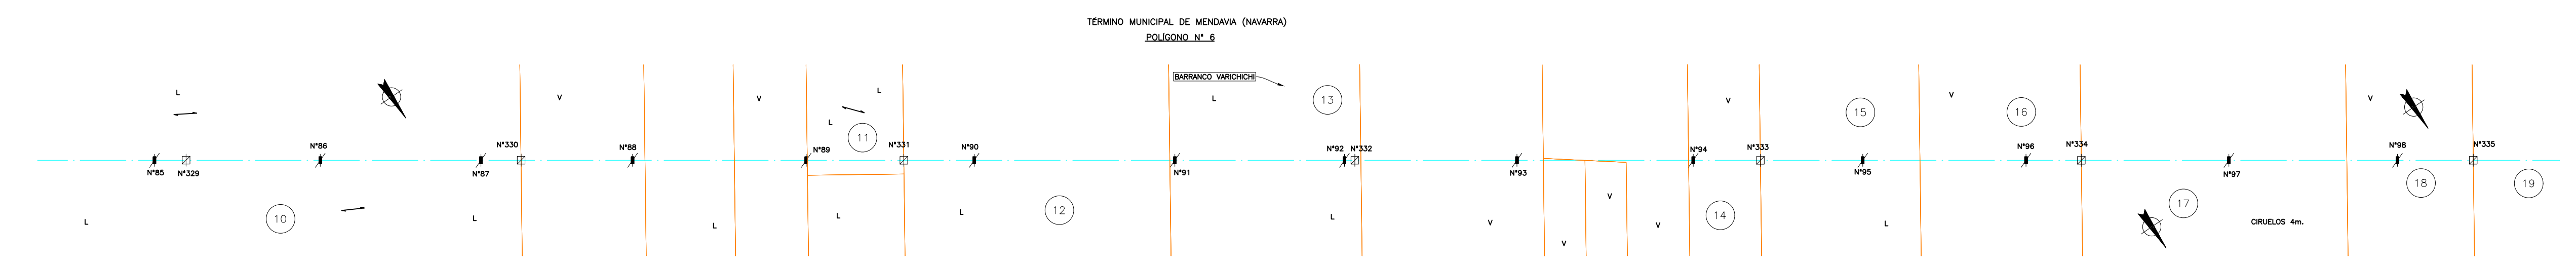 TÉRMINO MUNICIPAL DE MENDAVIA (NAVARRA)
POLÍGONO N° 6
BARRANCO VARICHICHI
L V V L L L 13 V 15 V 16 V
L 11
N°86 N°330 N°88 N°89 N°331 N°90 N°92 N°332 N°94 N°333 N°96 N°334 N°98 N°335
N°85 N°329 N°87 N°91 N°93 N°95 N°97
18 19
V 17
L 10 L L L L 12 L V V V 14 L CIRUELOS 4m.